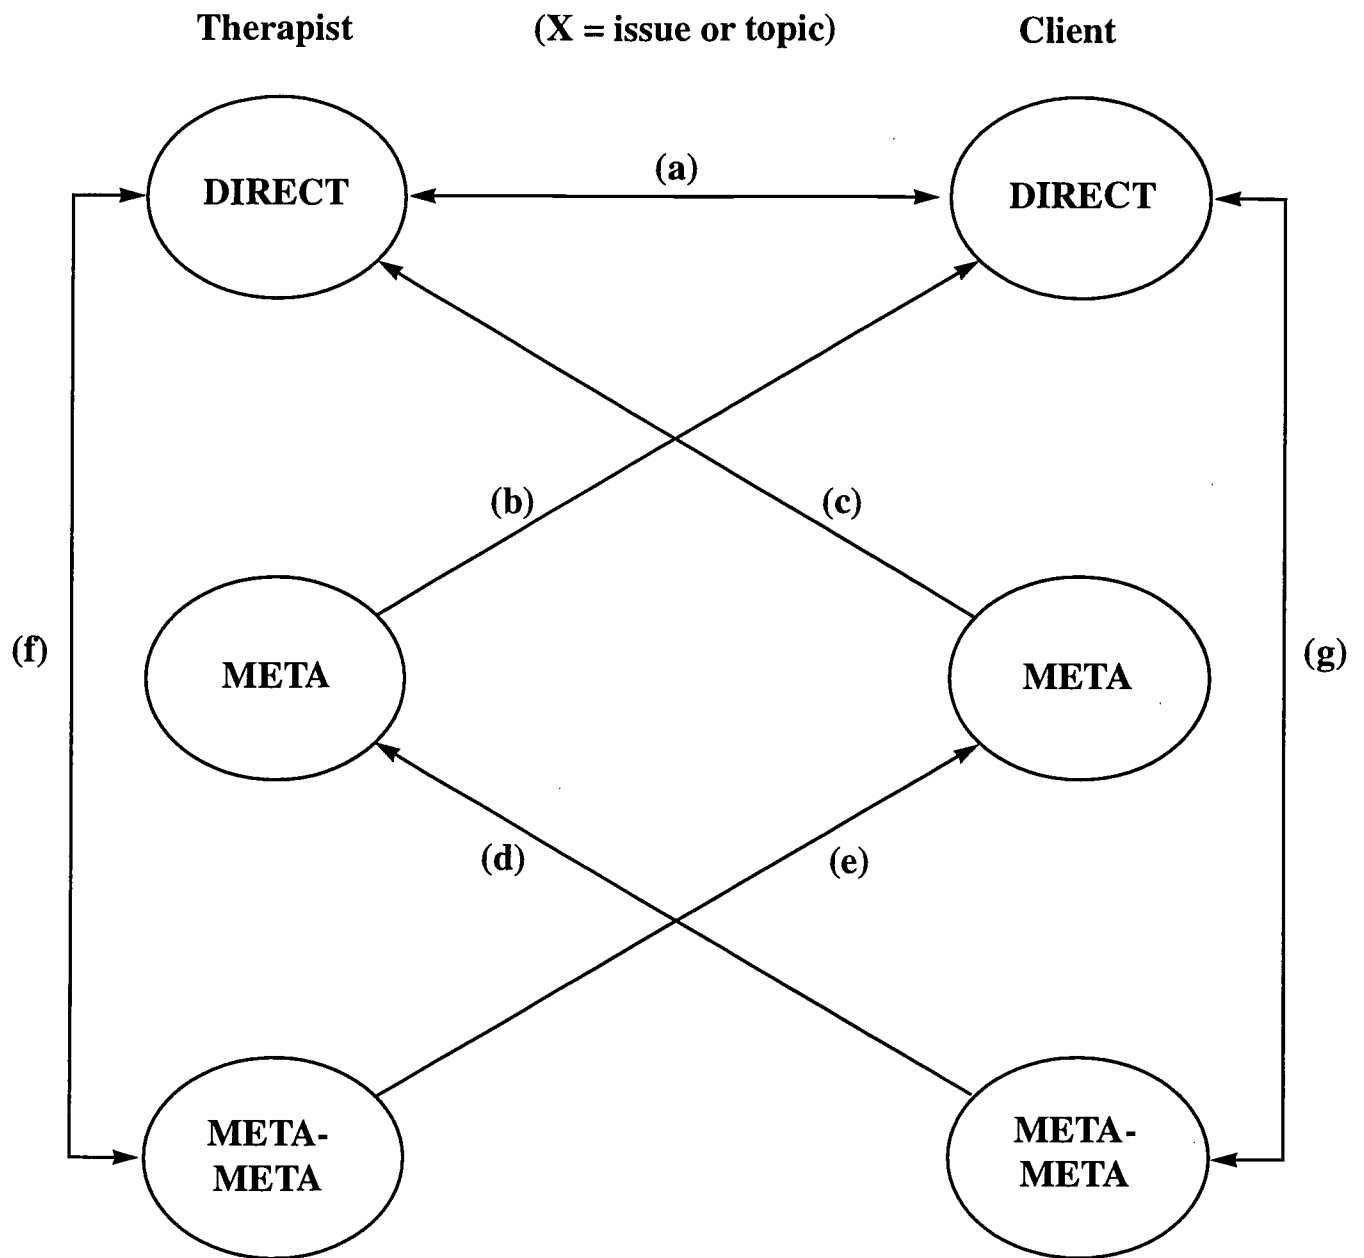 Therapist (X = issue or topic) Client
DIRECT (a) DIRECT
(b) (c)
(f) META META (g)
(d) (e)
META- META-
META META